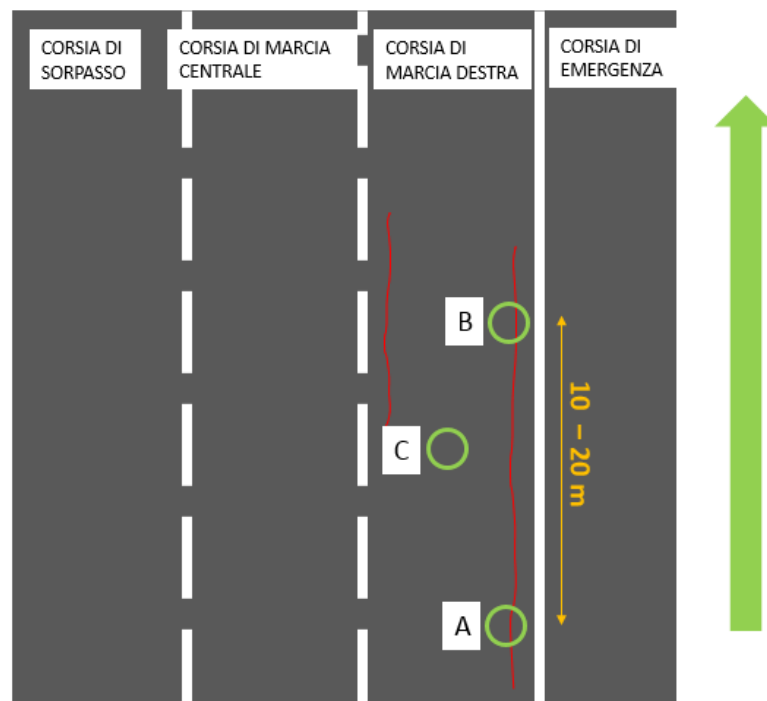 CORSIA DI
SORPASSO
CORSIA DI MARCIA
CENTRALE
CORSIA DI
MARCIA DESTRA
CORSIA DI
EMERGENZA
B
C
10 – 20 m
A